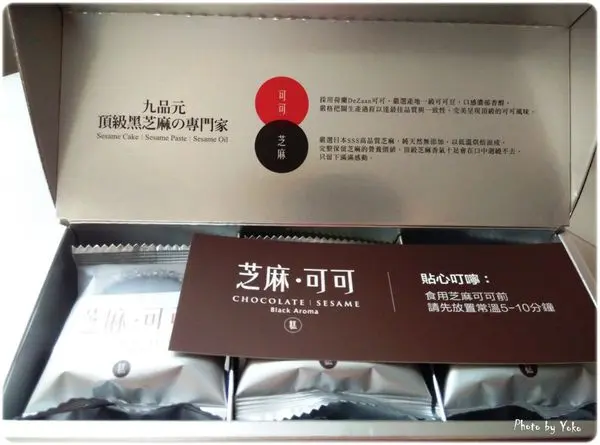 九品元
頂級黑芝麻の專門家
Sesame Cake | Sesame Paste | Sesame Oil
可可
採用荷蘭DeZaan可可，嚴選產地一級可可豆，以感濃郁香醇。
嚴格把關生產過程以達最佳品質與一致性，完美呈現頂級的可可風味。
芝麻
嚴選日本SSS高品質芝麻，純天然無添加，以低溫烘焙而成，
完整保留芝麻的營養價值，頂級芝麻香氣十足會在口中迴繞不去，
只留下滿滿感動。
芝麻·可可
CHOCOLATE | SESAME
Black Aroma
糕
貼心叮嚀：
食用芝麻可可前
請先放置常溫5-10分鐘
芝麻·可可
Photo by Yoko